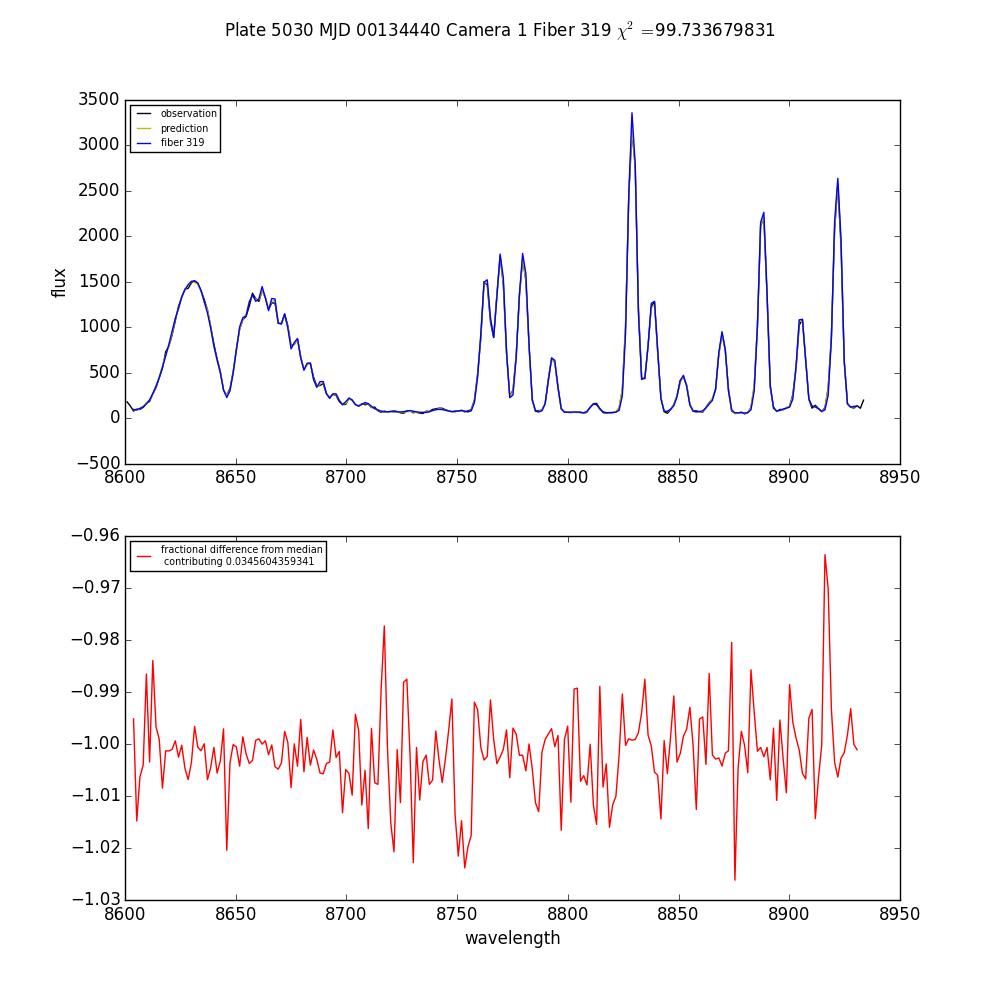 Plate 5030 MJD 00134440 Camera 1 Fiber 319 χ² =99.733679831
3500
3000
2500
2000
1500
1000
500
0
−500
flux
observation
prediction
fiber 319
8600 8650 8700 8750 8800 8850 8900 8950
−0.96
−0.97
−0.98
−0.99
−1.00
−1.01
−1.02
−1.03
fractional difference from median
contributing 0.0345604359341
8600 8650 8700 8750 8800 8850 8900 8950
wavelength